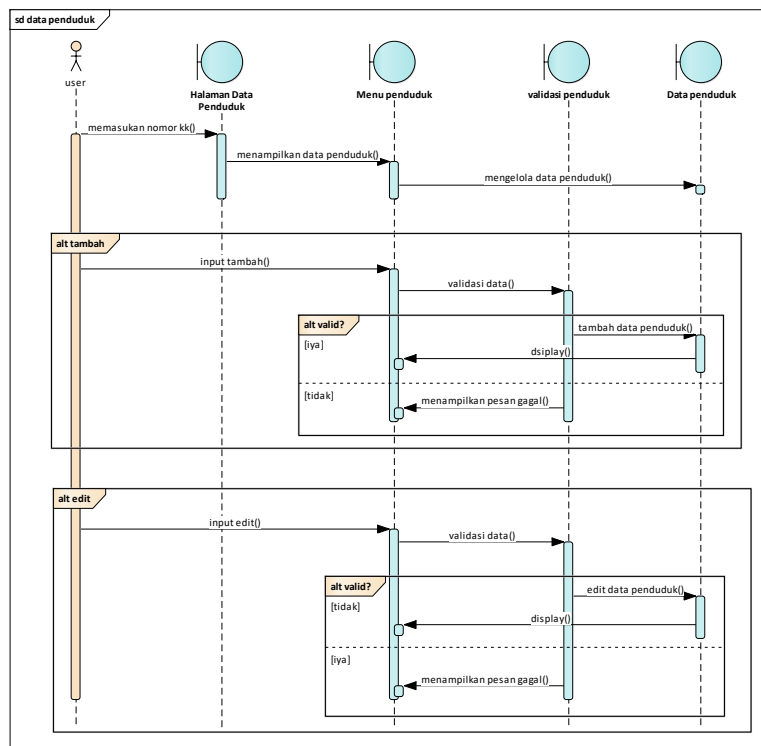 sd data penduduk
user
Halaman Data
Penduduk
Menu penduduk
validasi penduduk
Data penduduk
memasukan nomor kk()
menampilkan data penduduk()
mengelola data penduduk()
alt tambah
input tambah()
validasi data()
alt valid?
tambah data penduduk()
[iya]
dsiplay()
[tidak]
menampilkan pesan gagal()
alt edit
input edit()
validasi data()
alt valid?
edit data penduduk()
[tidak]
display()
[iya]
menampilkan pesan gagal()